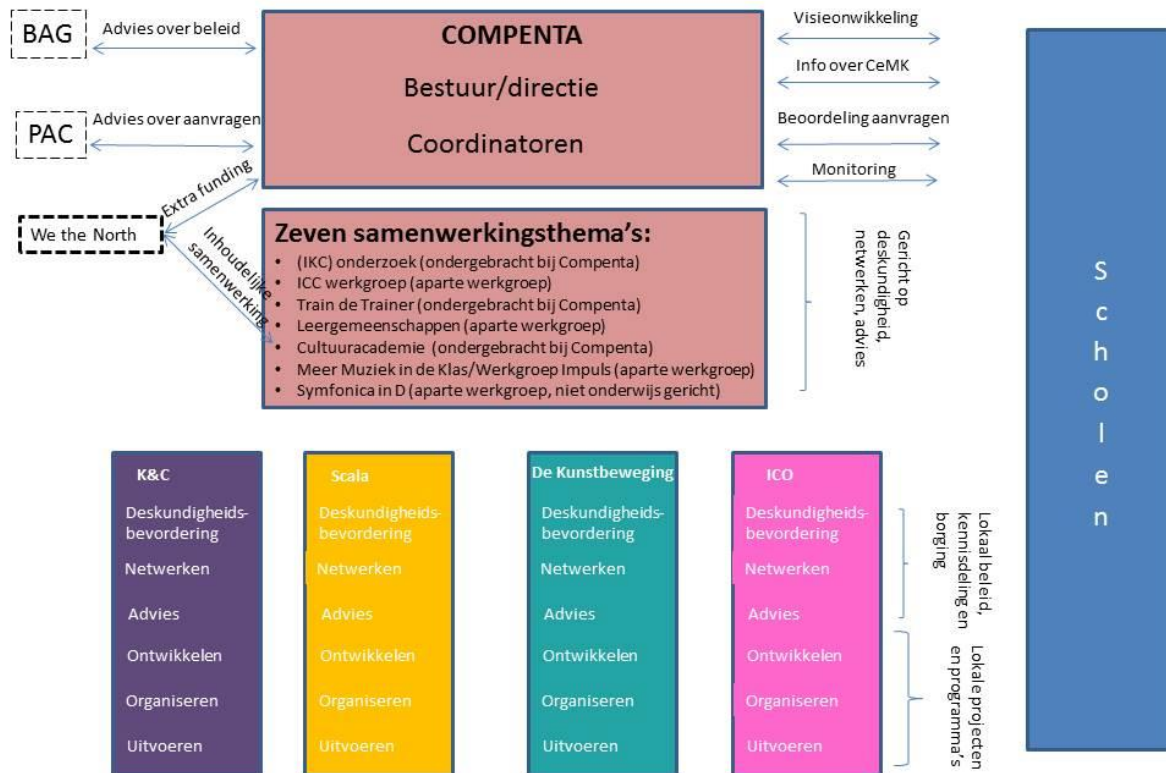 BAG
Advies over beleid
PAC
Advies over aanvragen
Extra funding
We the North
Inhoudelijke
samenwerking
COMPENTA
Bestuur/directie
Coordinatoren
Visieonwikkeling
Info over CeMK
Beoordeling aanvragen
Monitoring
Zeven samenwerkingsthema’s:
• (IKC) onderzoek (ondergebracht bij Compenta)
• ICC werkgroep (aparte werkgroep)
• Train de Trainer (ondergebracht bij Compenta)
• Leergemeenschappen (aparte werkgroep)
• Cultuuracademie (ondergebracht bij Compenta)
• Meer Muziek in de Klas/Werkgroep Impuls (aparte werkgroep)
• Symfonica in D (aparte werkgroep, niet onderwijs gericht)
Gericht op
deskundigheid,
netwerken, advies
K&C
Deskundigheids-
bevordering
Netwerken
Advies
Ontwikkelen
Organiseren
Uitvoeren
Scala
Deskundigheids-
bevordering
Netwerken
Advies
Ontwikkelen
Organiseren
Uitvoeren
De Kunstbeweging
Deskundigheids-
bevordering
Netwerken
Advies
Ontwikkelen
Organiseren
Uitvoeren
ICO
Deskundigheids-
bevordering
Netwerken
Advies
Ontwikkelen
Organiseren
Uitvoeren
Lokaal beleid,
kennisdeling en
borging
Lokale projecten
en programma’s
Scholen